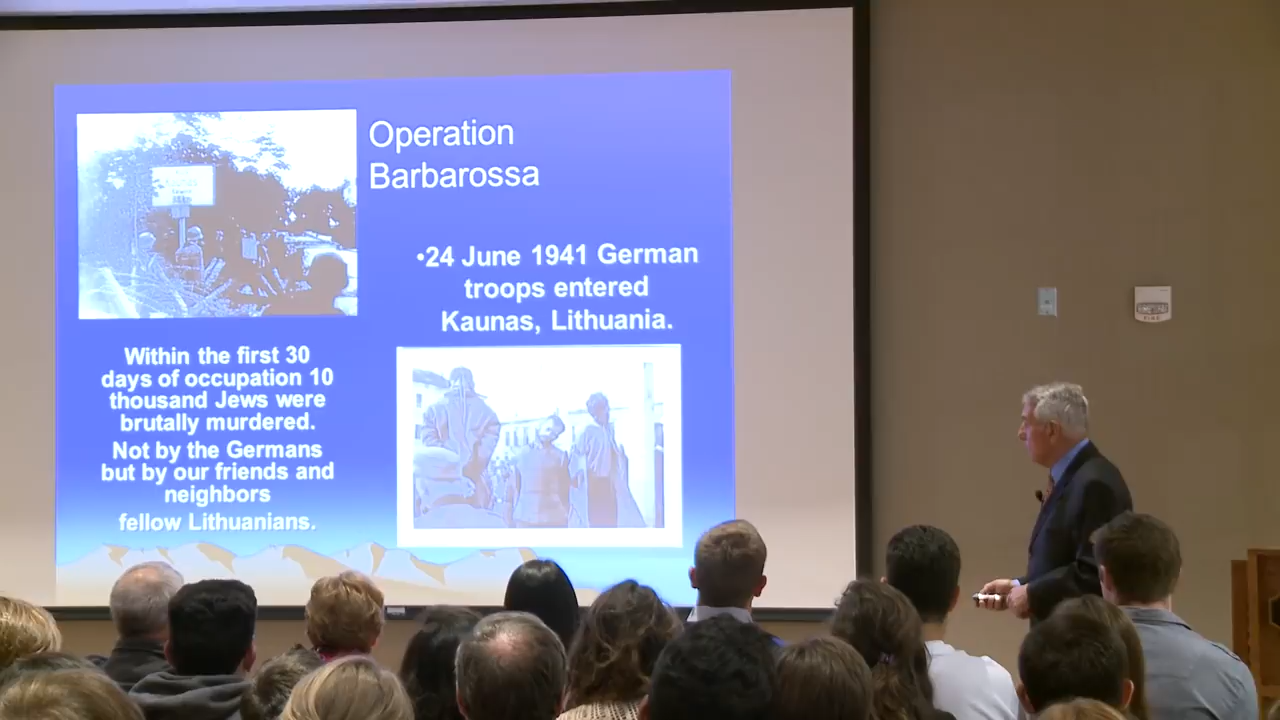 Operation
Barbarossa
•24 June 1941 German
troops entered
Kaunas, Lithuania.
Within the first 30
days of occupation 10
thousand Jews were
brutally murdered.
Not by the Germans
but by our friends and
neighbors
fellow Lithuanians.
FIRE